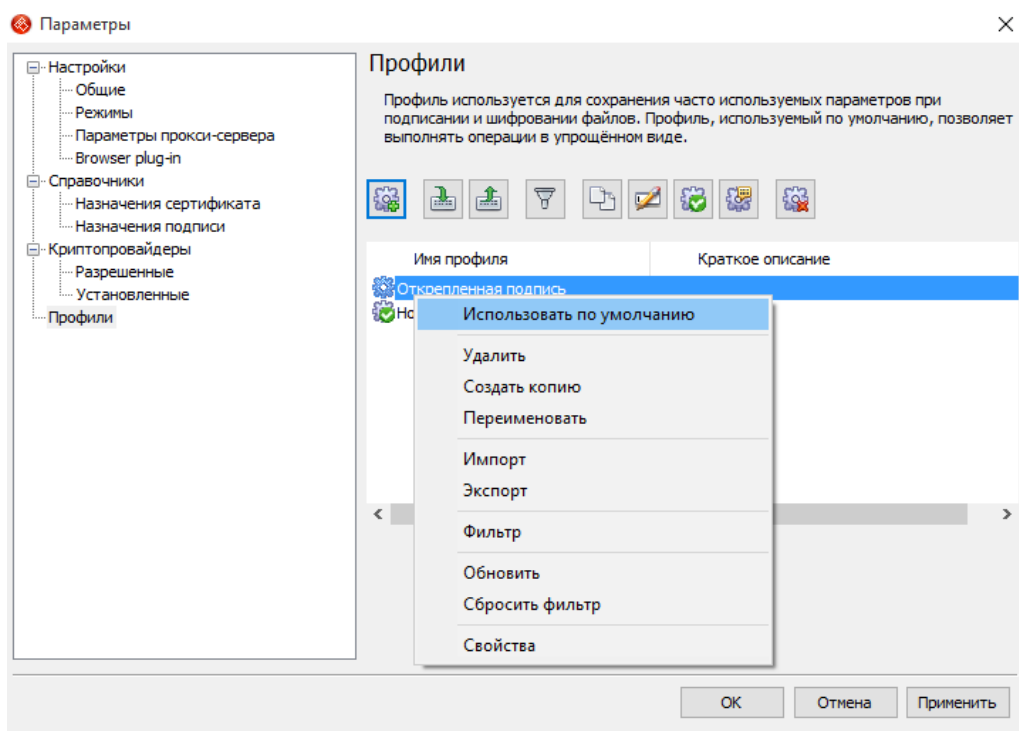 Параметры
Настройки
Общие
Режимы
Параметры прокси-сервера
Browser plug-in
Справочники
Назначения сертификата
Назначения подписи
Криптопровайдеры
Разрешенные
Установленные
Профили
Профили
Профиль используется для сохранения часто используемых параметров при
подписании и шифровании файлов. Профиль, используемый по умолчанию, позволяет
выполнять операции в упрощённом виде.
Имя профиля Краткое описание
Открепленная подпись
Использовать по умолчанию
Удалить
Создать копию
Переименовать
Импорт
Экспорт
Фильтр
Обновить
Сбросить фильтр
Свойства
OK Отмена Применить